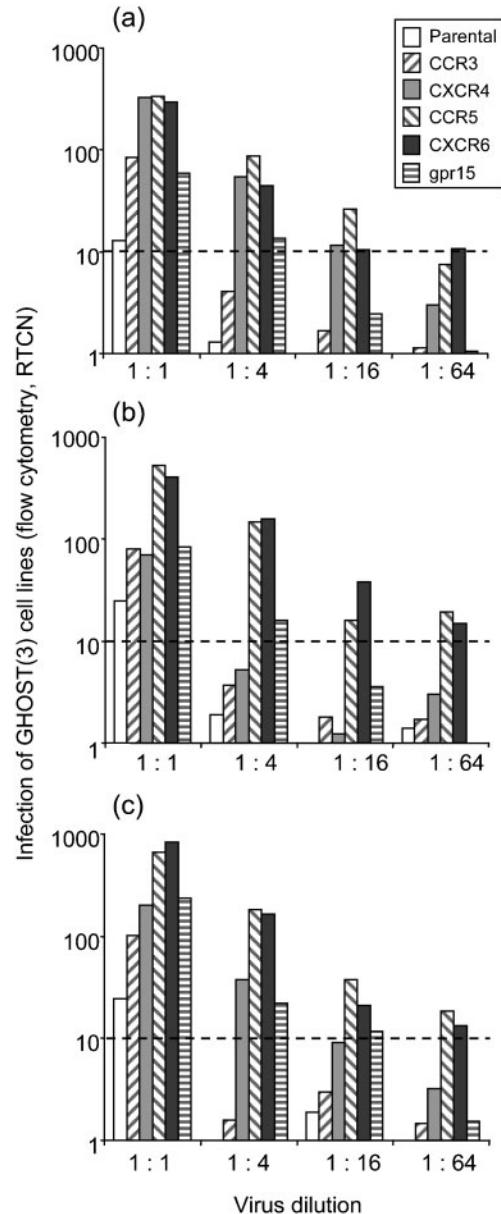 (a)
Parental
CCR3
CXCR4
CCR5
CXCR6
gpr15
1000
100
10
1
1 : 1 1 : 4 1 : 16 1 : 64
(b)
1000
100
10
1
1 : 1 1 : 4 1 : 16 1 : 64
(c)
1000
100
10
1
1 : 1 1 : 4 1 : 16 1 : 64
Infection of GHOST(3) cell lines (flow cytometry, RTCN)
Virus dilution